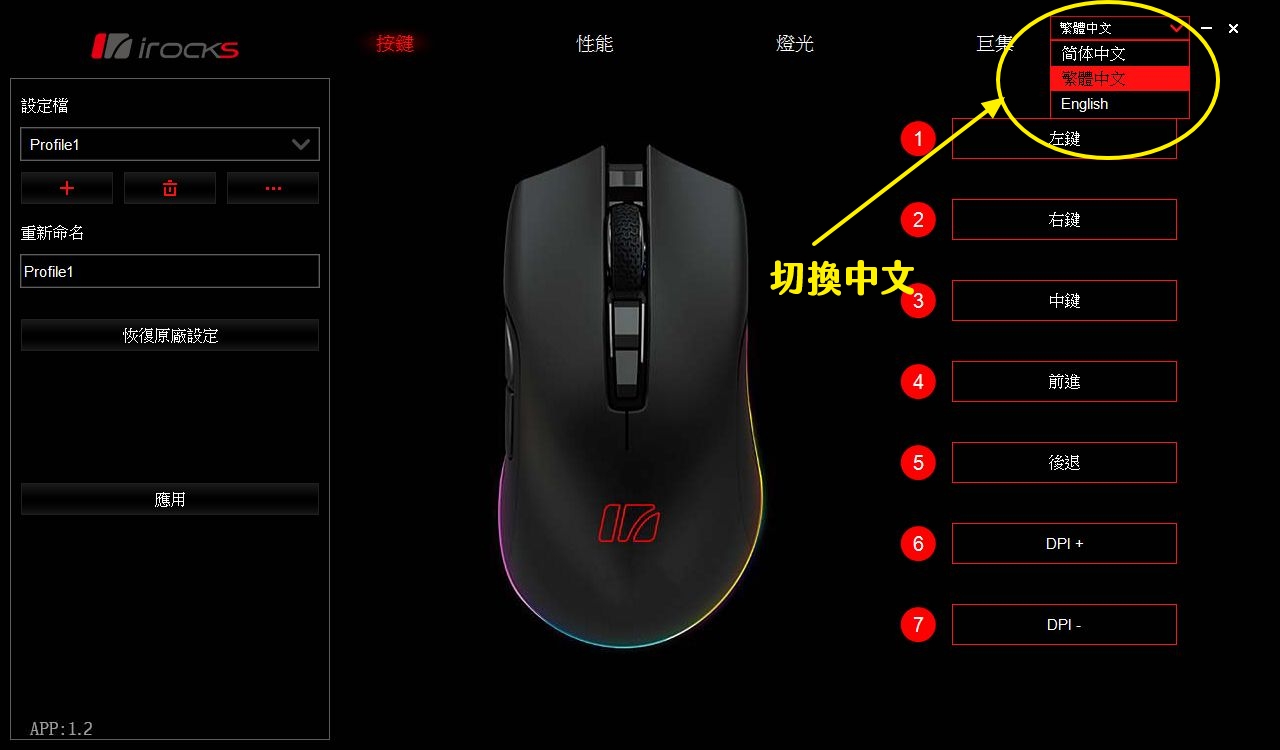 irocks
按鍵
性能
燈光
巨集
繁體中文
简体中文
繁體中文
English
設定檔
Profile1
重新命名
Profile1
恢復原廠設定
應用
APP:1.2
切換中文
1 左鍵
2 右鍵
3 中鍵
4 前進
5 後退
6 DPI +
7 DPI -